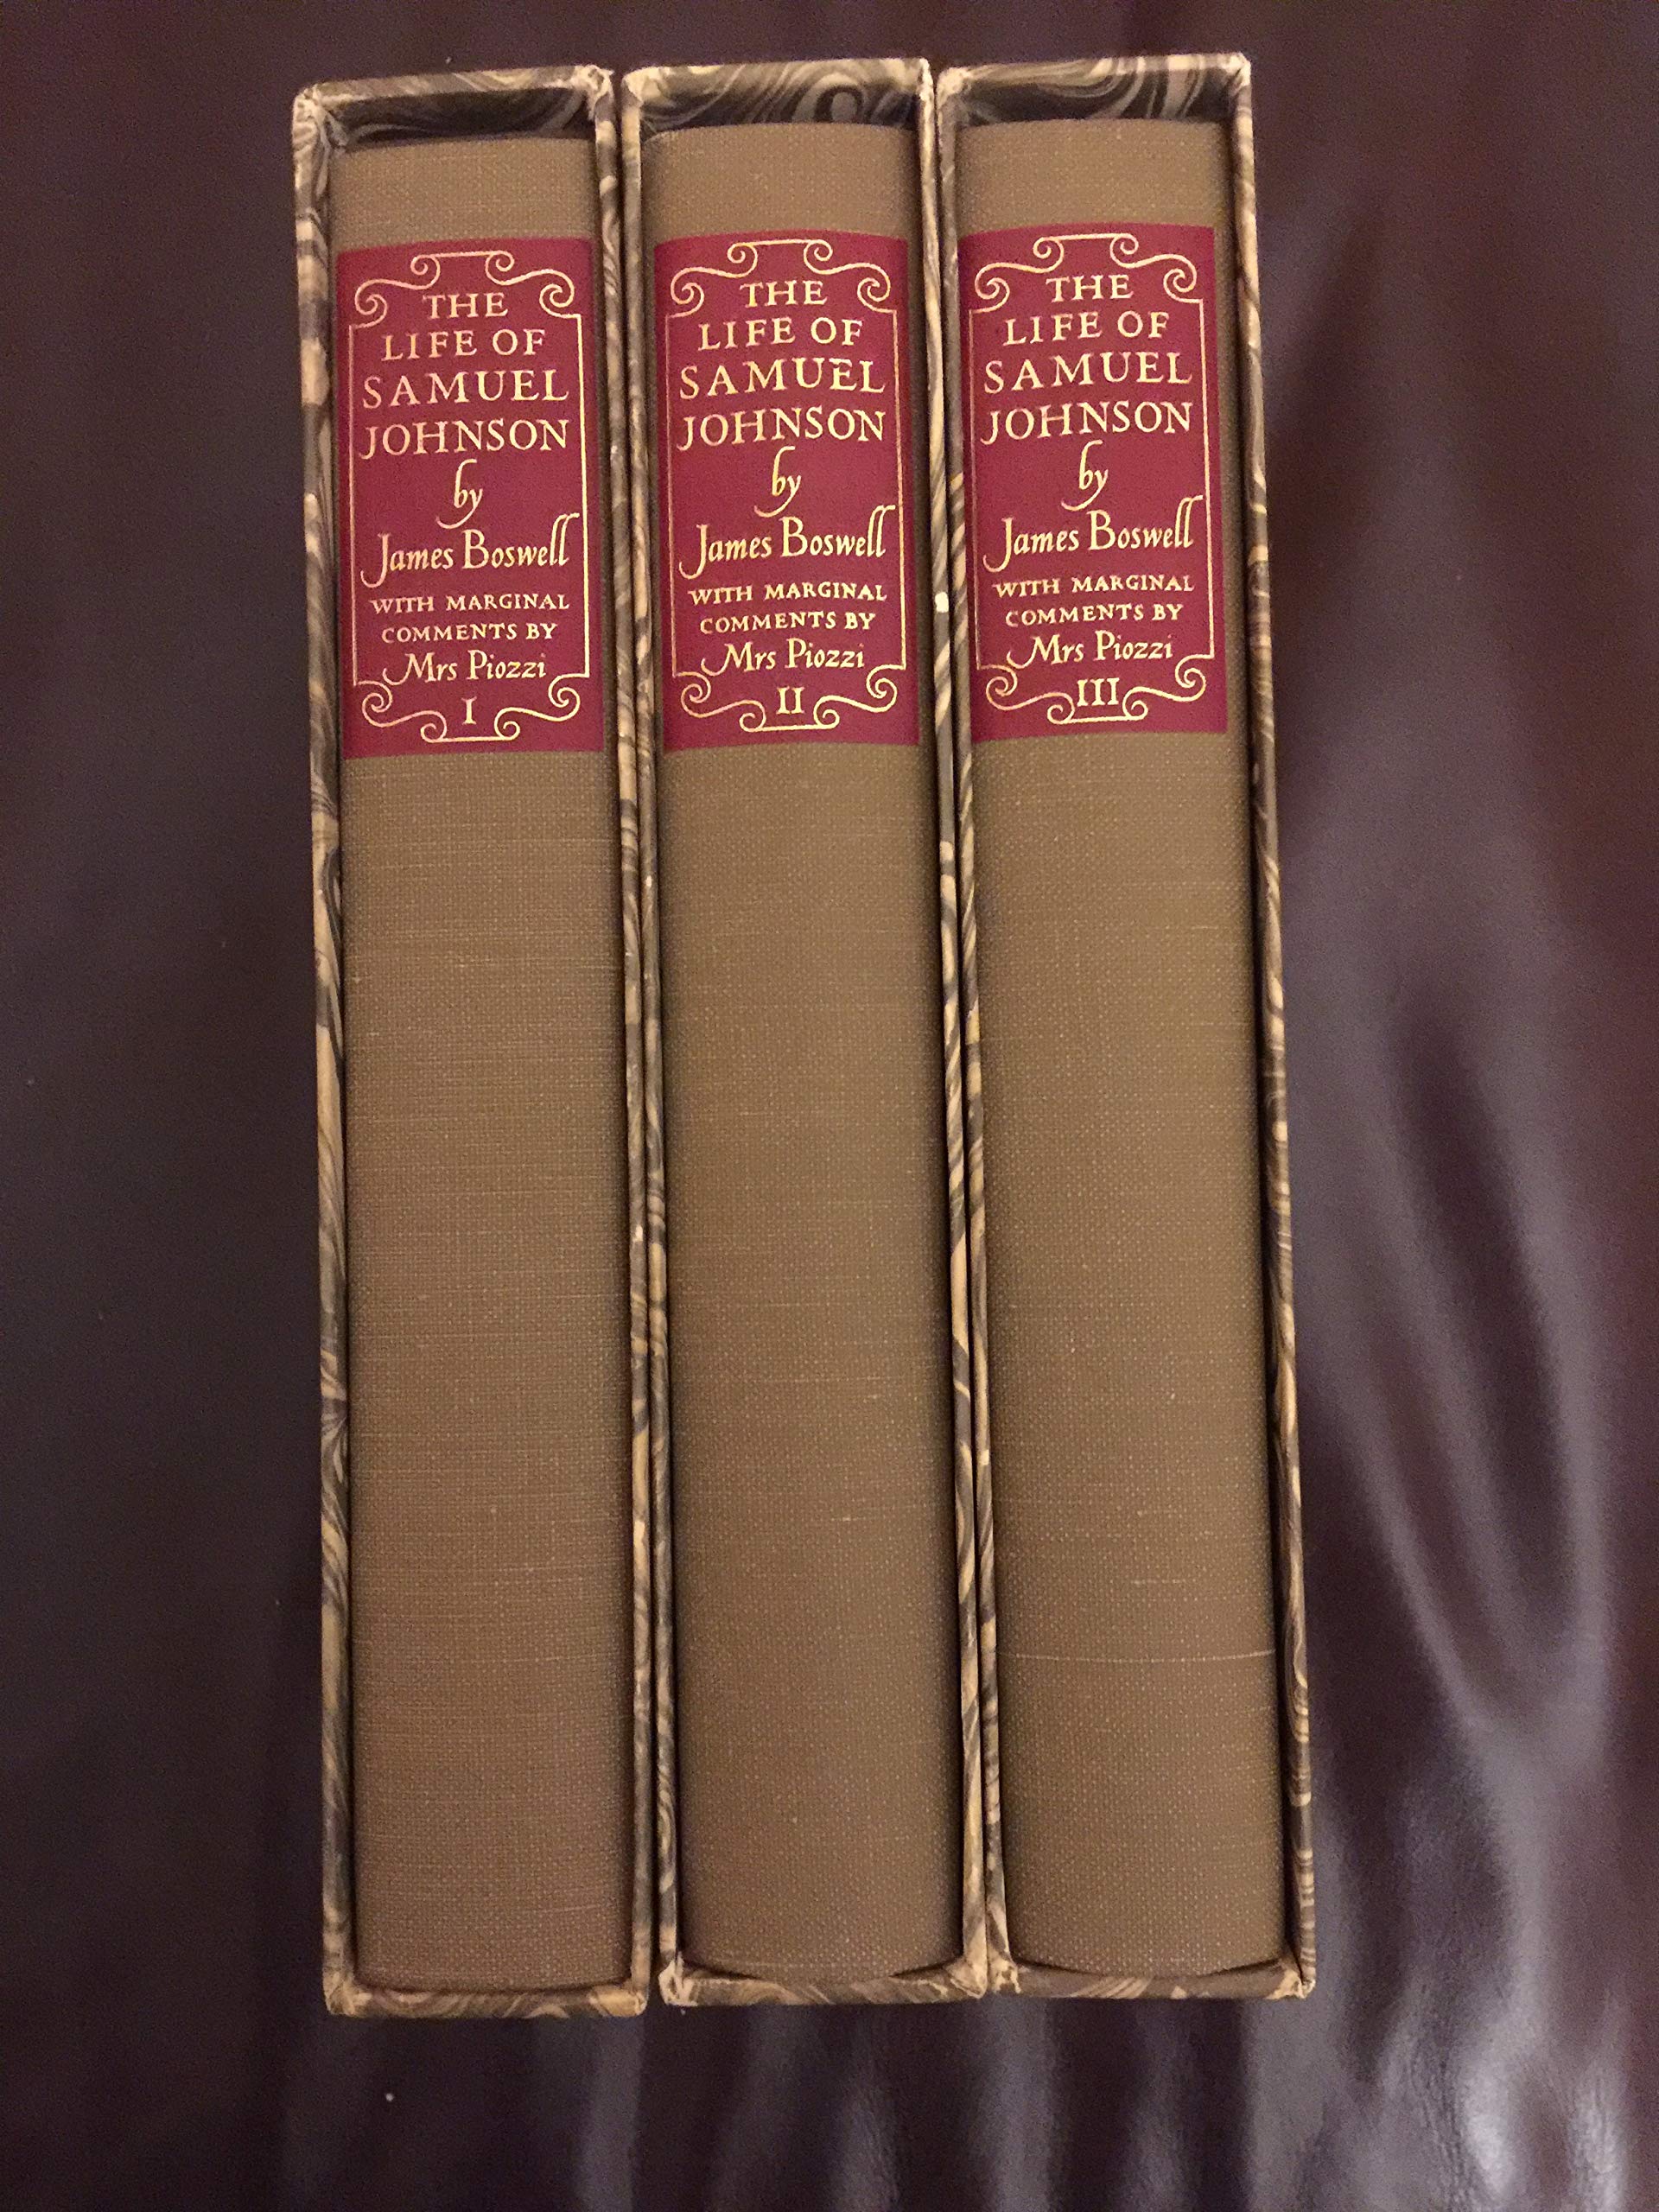 THE
LIFE OF
SAMUEL
JOHNSON
by
James Boswell
WITH MARGINAL
COMMENTS BY
Mrs Piozzi
I
THE
LIFE OF
SAMUEL
JOHNSON
by
James Boswell
WITH MARGINAL
COMMENTS BY
Mrs Piozzi
II
THE
LIFE OF
SAMUEL
JOHNSON
by
James Boswell
WITH MARGINAL
COMMENTS BY
Mrs Piozzi
III